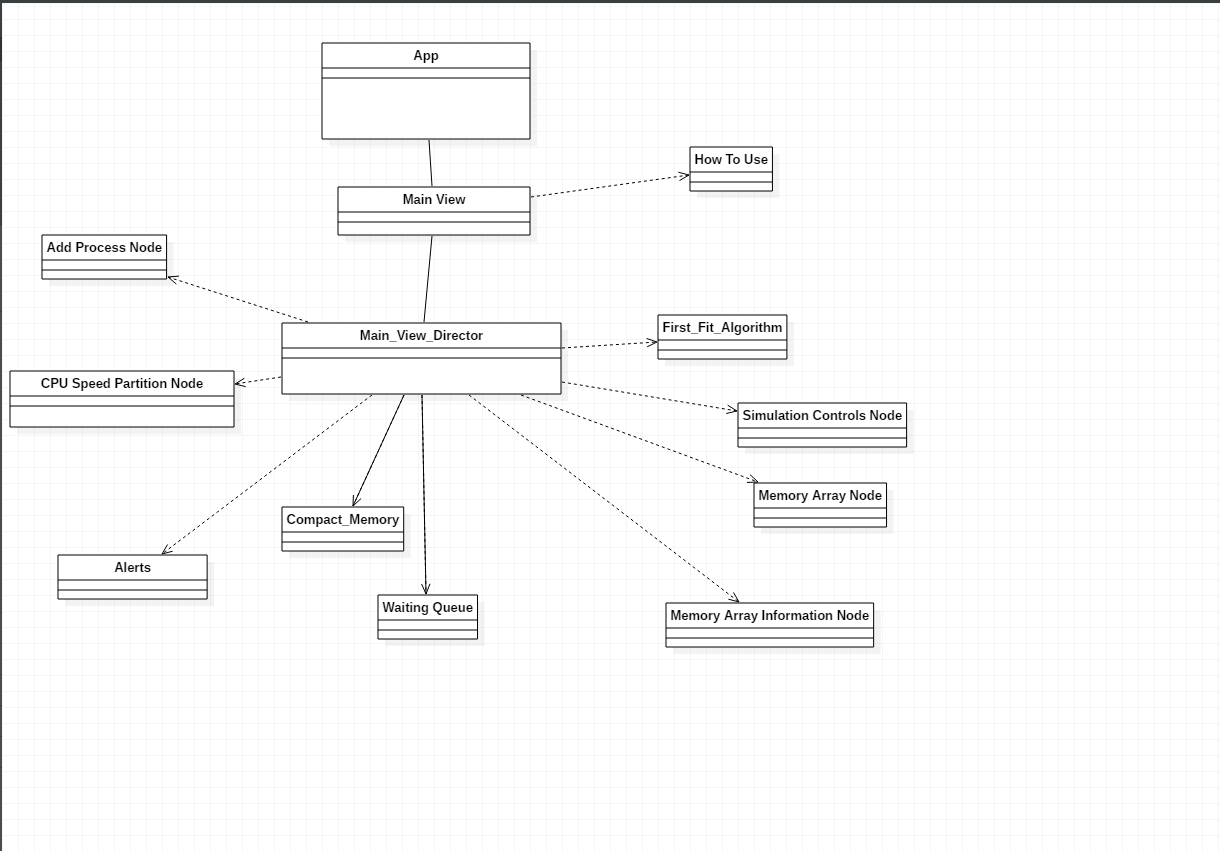 App
How To Use
Main View
Add Process Node
First_Fit_Algorithm
Main_View_Director
CPU Speed Partition Node
Simulation Controls Node
Memory Array Node
Compact_Memory
Alerts
Waiting Queue
Memory Array Information Node